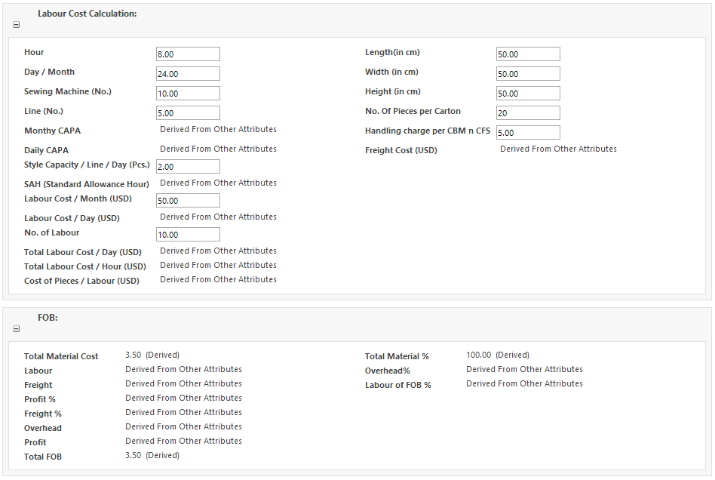 Labour Cost Calculation:
Hour 8.00
Day / Month 24.00
Sewing Machine (No.) 10.00
Line (No.) 5.00
Monthy CAPA Derived From Other Attributes
Daily CAPA Derived From Other Attributes
Style Capacity / Line / Day (Pcs.) 2.00
SAH (Standard Allowance Hour) Derived From Other Attributes
Labour Cost / Month (USD) 50.00
Labour Cost / Day (USD) Derived From Other Attributes
No. of Labour 10.00
Total Labour Cost / Day (USD) Derived From Other Attributes
Total Labour Cost / Hour (USD) Derived From Other Attributes
Cost of Pieces / Labour (USD) Derived From Other Attributes
Length(in cm) 50.00
Width (in cm) 50.00
Height (in cm) 50.00
No. Of Pieces per Carton 20
Handling charge per CBM n CFS 5.00
Freight Cost (USD) Derived From Other Attributes
FOB:
Total Material Cost 3.50 (Derived)
Labour Derived From Other Attributes
Freight Derived From Other Attributes
Profit % Derived From Other Attributes
Freight % Derived From Other Attributes
Overhead Derived From Other Attributes
Profit Derived From Other Attributes
Total FOB 3.50 (Derived)
Total Material % 100.00 (Derived)
Overhead% Derived From Other Attributes
Labour of FOB % Derived From Other Attributes